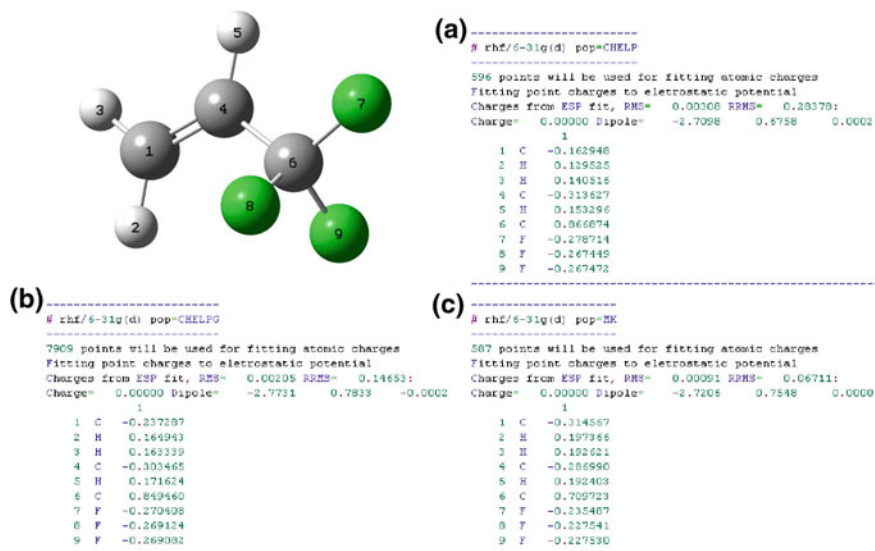 5
3
4
7
1
6
2
8
9
(a)
# rhf/6-31g(d) pop=CHELP
596 points will be used for fitting atomic charges
Fitting point charges to eletrostatic potential
Charges from ESP fit, RMS= 0.00308 RRMS= 0.28378:
Charge= 0.00000 Dipole= -2.7098 0.6758 0.0002
1
1 C -0.162948
2 H 0.129525
3 H 0.140516
4 C -0.313627
5 H 0.153296
6 C 0.866874
7 F -0.278714
8 F -0.267449
9 F -0.267472
(b)
# rhf/6-31g(d) pop=CHELPG
7909 points will be used for fitting atomic charges
Fitting point charges to eletrostatic potential
Charges from ESP fit, RMS= 0.00205 RRMS= 0.14653:
Charge= 0.00000 Dipole= -2.7731 0.7833 -0.0002
1
1 C -0.237287
2 H 0.164943
3 H 0.163339
4 C -0.303465
5 H 0.171624
6 C 0.849460
7 F -0.270408
8 F -0.269124
9 F -0.269082
(c)
# rhf/6-31g(d) pop=MK
587 points will be used for fitting atomic charges
Fitting point charges to eletrostatic potential
Charges from ESP fit, RMS= 0.00091 RRMS= 0.06711:
Charge= 0.00000 Dipole= -2.7206 0.7548 0.0000
1
1 C -0.314567
2 H 0.197366
3 H 0.192621
4 C -0.286990
5 H 0.192403
6 C 0.709723
7 F -0.235487
8 F -0.227541
9 F -0.227530